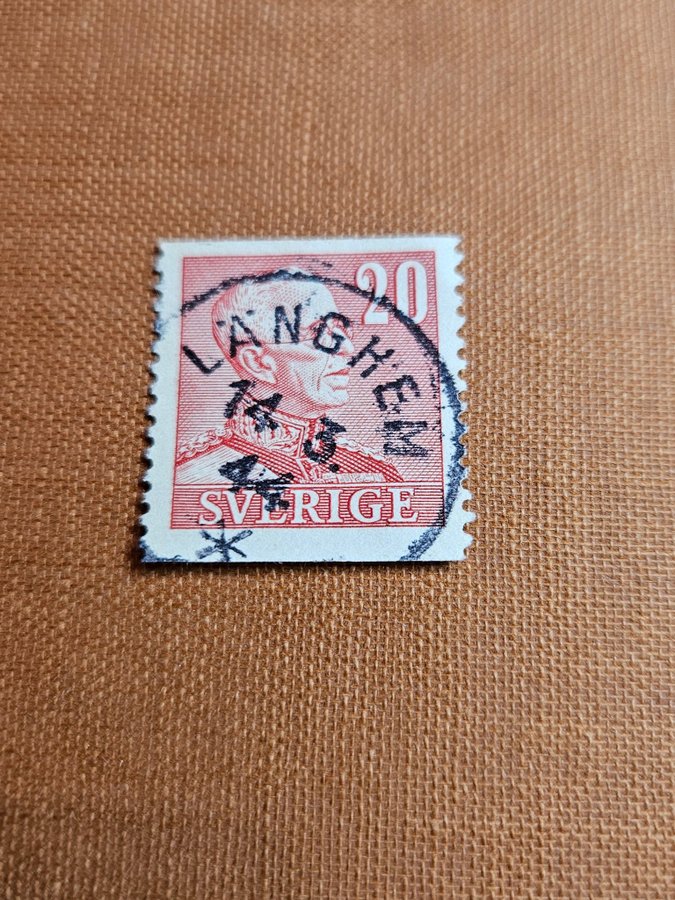 20
LÅNGHEM
14.3.
44
SVERIGE
*